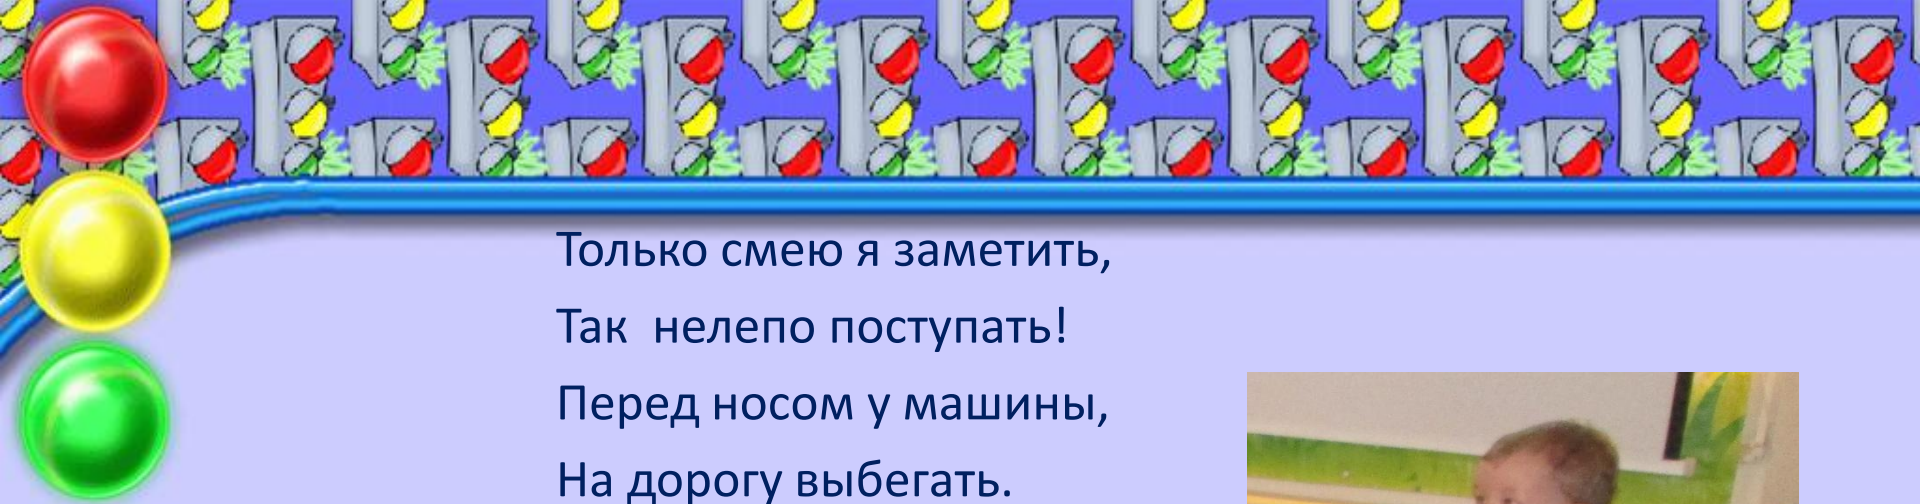 Только смею я заметить,
Так  нелепо поступать!
Перед носом у машины,
На дорогу выбегать.